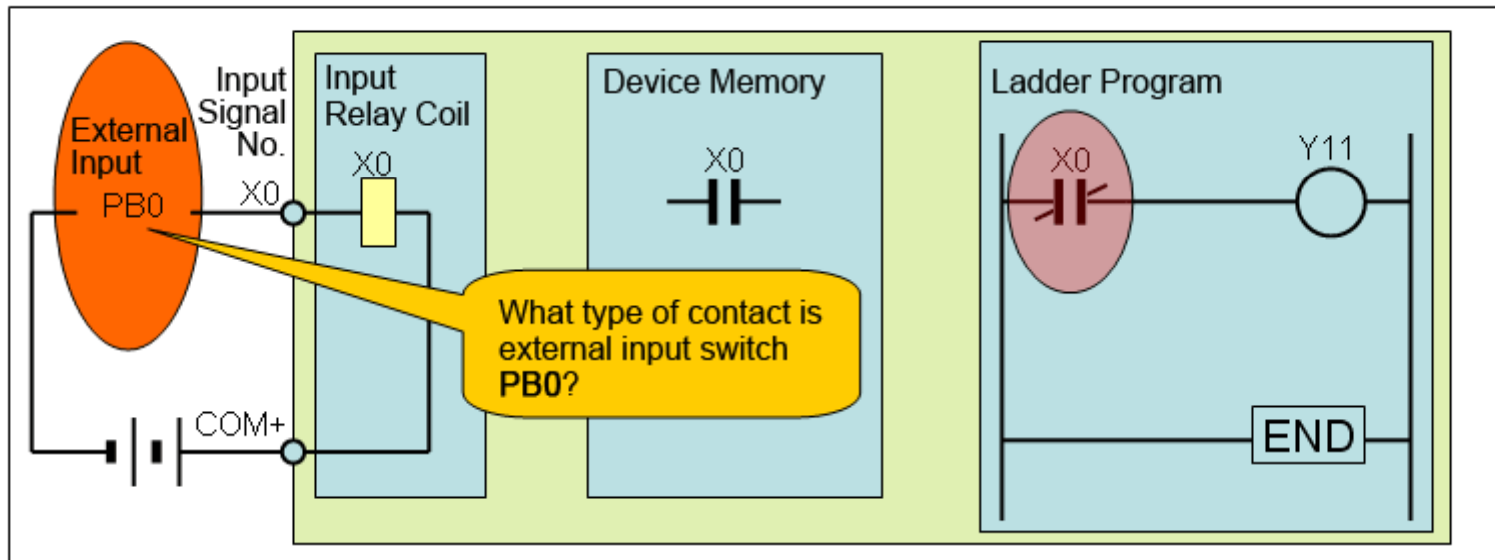 External
Input
PB0
Input
Signal
No.
X0
COM+
Input
Relay Coil
X0
What type of contact is
external input switch
PB0?
Device Memory
X0
Ladder Program
X0
Y11
END